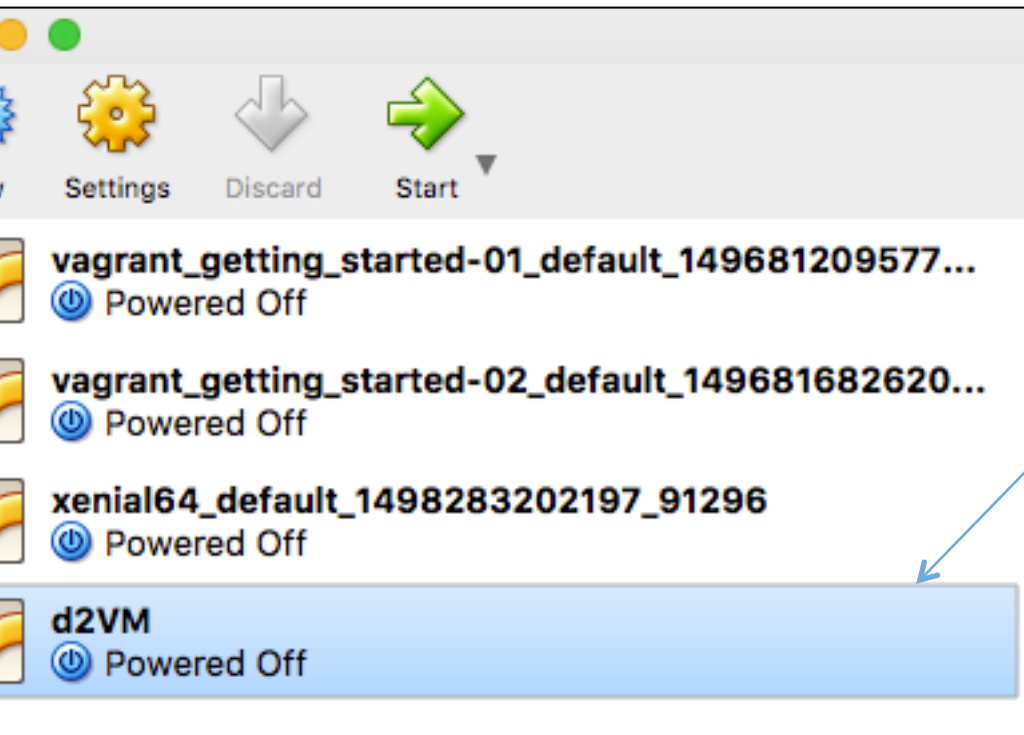 Settings Discard Start
vagrant_getting_started-01_default_149681209577...
Powered Off
vagrant_getting_started-02_default_149681682620...
Powered Off
xenial64_default_1498283202197_91296
Powered Off
d2VM
Powered Off